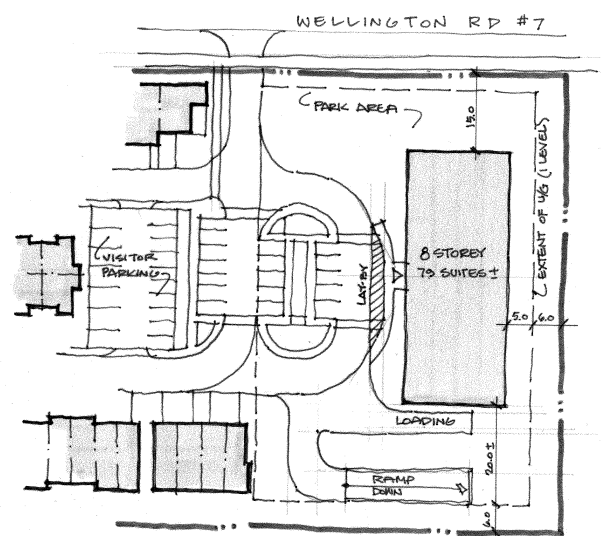 WELLINGTON RD #7
PARK AREA
15.0
EXTENT OF U/G (1 LEVEL)
VISITOR
PARKING
LAY-BY
8 STOREY
79 SUITES ±
5.0
6.0
LOADING
20.0 ±
RAMP
DOWN
6.0